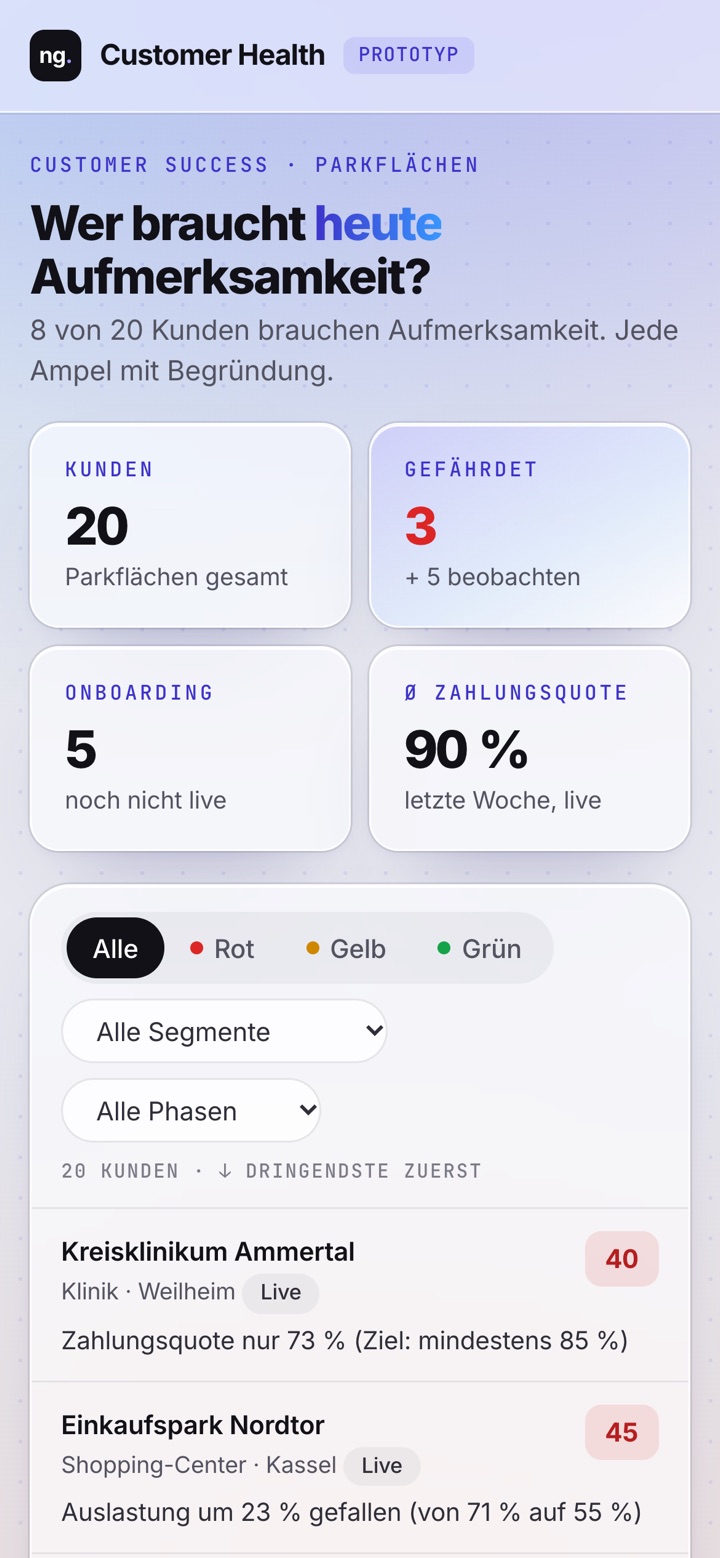 ng.
Customer Health
PROTOTYP
CUSTOMER SUCCESS · PARKFLÄCHEN
Wer braucht heute
Aufmerksamkeit?
8 von 20 Kunden brauchen Aufmerksamkeit. Jede
Ampel mit Begründung.
KUNDEN
20
Parkflächen gesamt
GEFÄHRDET
3
+ 5 beobachten
ONBOARDING
5
noch nicht live
Ø ZAHLUNGSQUOTE
90 %
letzte Woche, live
Alle
Rot
Gelb
Grün
Alle Segmente
Alle Phasen
20 KUNDEN · ↓ DRINGENDSTE ZUERST
Kreisklinikum Ammertal
40
Klinik · Weilheim Live
Zahlungsquote nur 73 % (Ziel: mindestens 85 %)
Einkaufspark Nordtor
45
Shopping-Center · Kassel Live
Auslastung um 23 % gefallen (von 71 % auf 55 %)